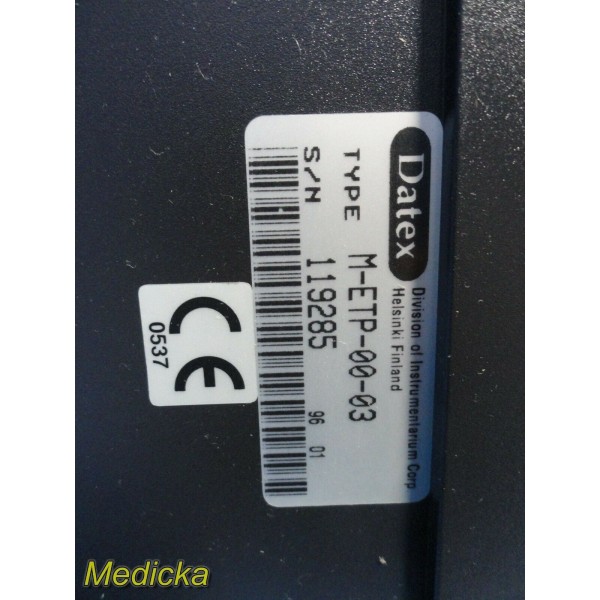 Datex
Division of Instrumentarium Corp
Helsinki Finland
TYPE M-ETP-00-03
S/N 119285 96 01
CE
0537
Medicka